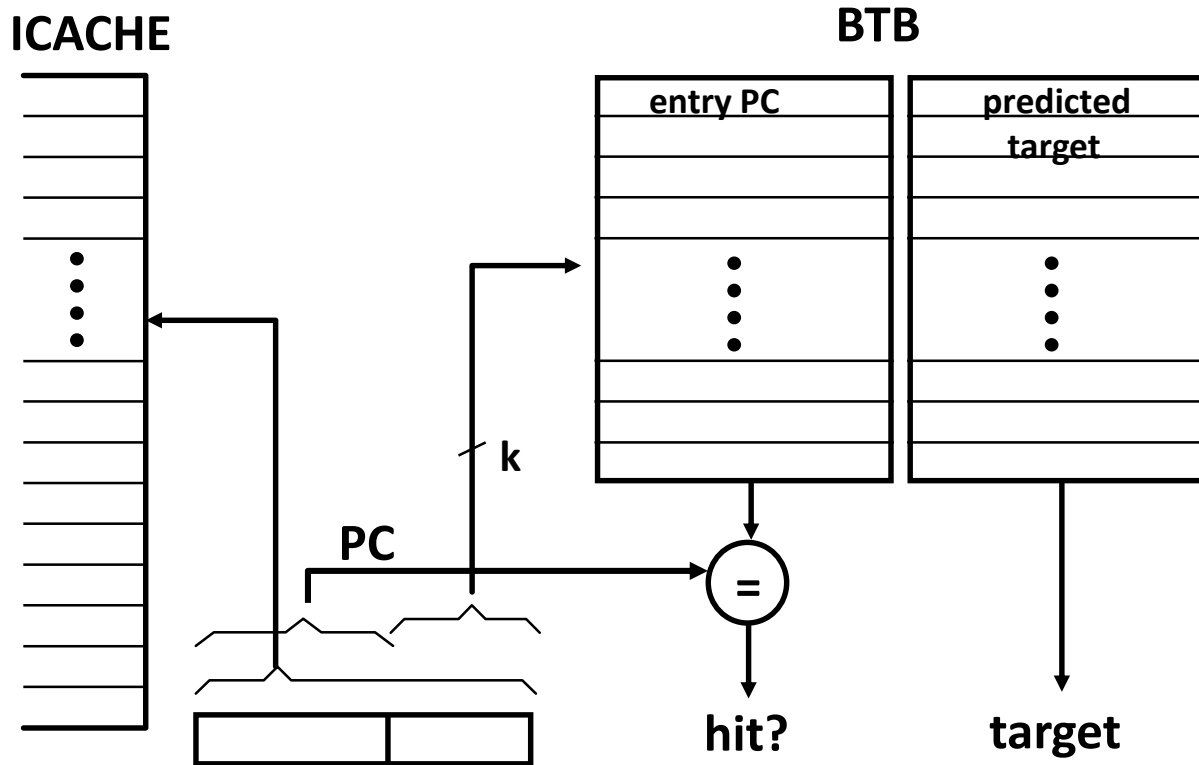 ICACHE
BTB
entry PC
predicted
target
k
PC
=
hit?
target